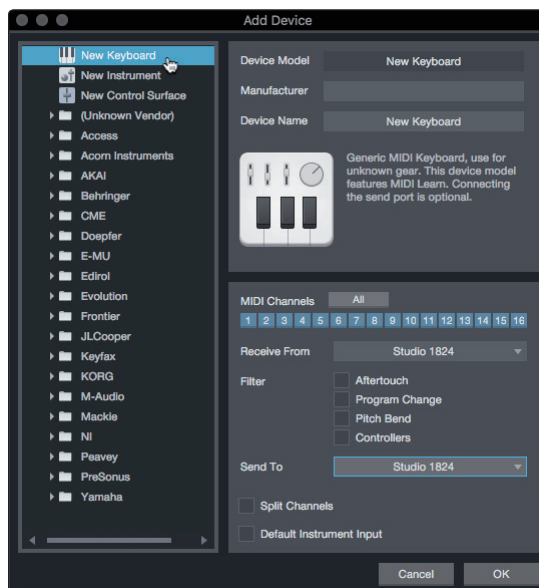 Add Device
New Keyboard
New Instrument
New Control Surface
(Unknown Vendor)
Access
Acorn Instruments
AKAI
Behringer
CME
Doepfer
E-MU
Edirol
Evolution
Frontier
JLCooper
Keyfax
KORG
M-Audio
Mackie
NI
Peavey
PreSonus
Yamaha
Device Model New Keyboard
Manufacturer
Device Name New Keyboard
Generic MIDI Keyboard, use for
unknown gear. This device model
features MIDI Learn. Connecting
the send port is optional.
MIDI Channels All
1 2 3 4 5 6 7 8 9 10 11 12 13 14 15 16
Receive From Studio 1824
Filter Aftertouch
Program Change
Pitch Bend
Controllers
Send To Studio 1824
Split Channels
Default Instrument Input
Cancel OK